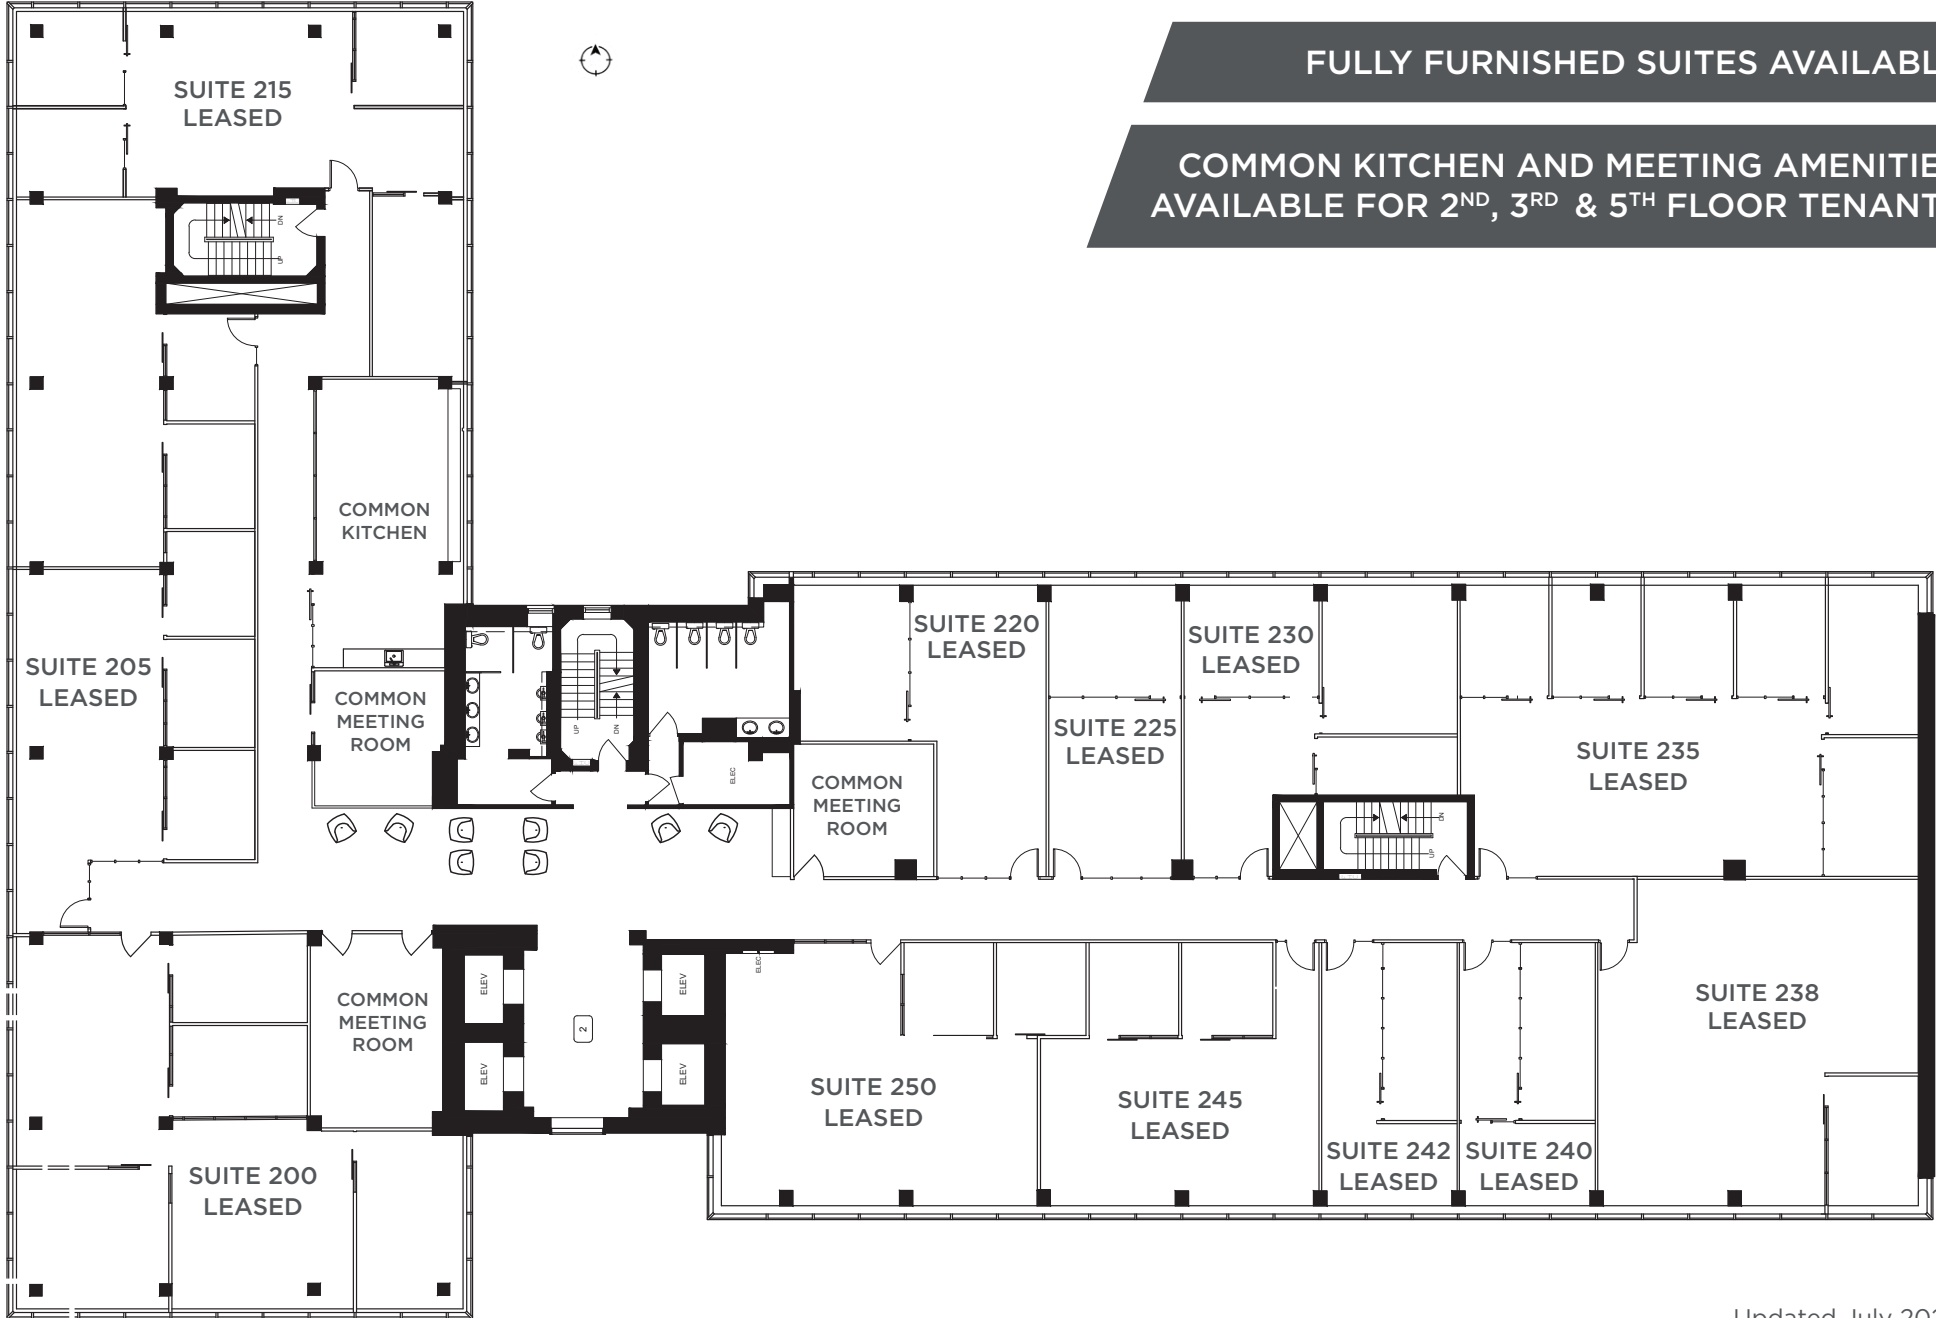 FULLY FURNISHED SUITES AVAILABL
COMMON KITCHEN AND MEETING AMENITIE
AVAILABLE FOR 2ND, 3RD & 5TH FLOOR TENANT
SUITE 215
LEASED
DN
UP
COMMON
KITCHEN
SUITE 205
LEASED
COMMON
MEETING
ROOM
UP
DN
ELEC
COMMON
MEETING
ROOM
SUITE 220
LEASED
SUITE 225
LEASED
SUITE 230
LEASED
SUITE 235
LEASED
DN
UP
COMMON
MEETING
ROOM
ELEV
ELEV
2
ELEV
ELEV
ELEC
SUITE 200
LEASED
SUITE 250
LEASED
SUITE 245
LEASED
SUITE 242
LEASED
SUITE 240
LEASED
SUITE 238
LEASED
Updated July